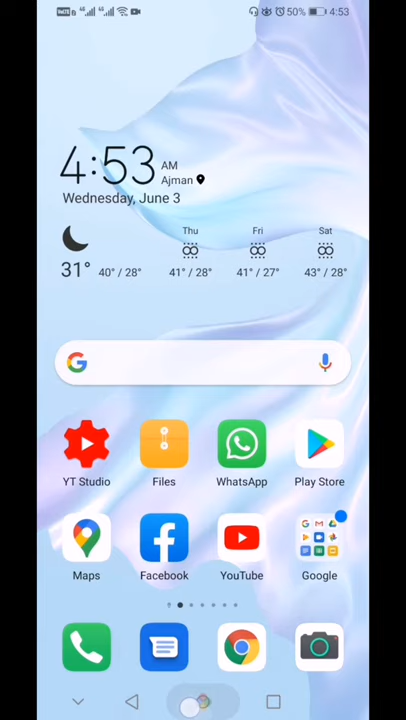 50% 4:53
4:53 AM
Ajman
Wednesday, June 3
Thu Fri Sat
31° 40° / 28° 41° / 28° 41° / 27° 43° / 28°
YT Studio Files WhatsApp Play Store
Maps Facebook YouTube Google